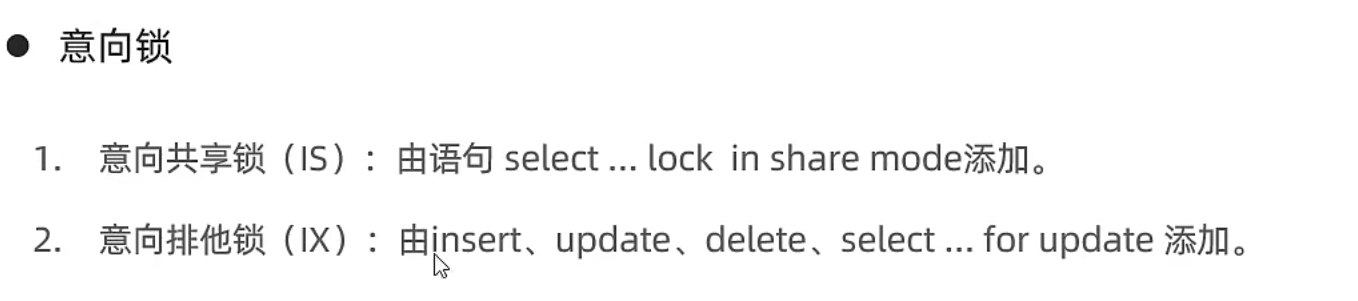 ● 意向锁
1. 意向共享锁（IS）：由语句 select ... lock in share mode添加。
2. 意向排他锁（IX）：由insert、update、delete、select ... for update 添加。